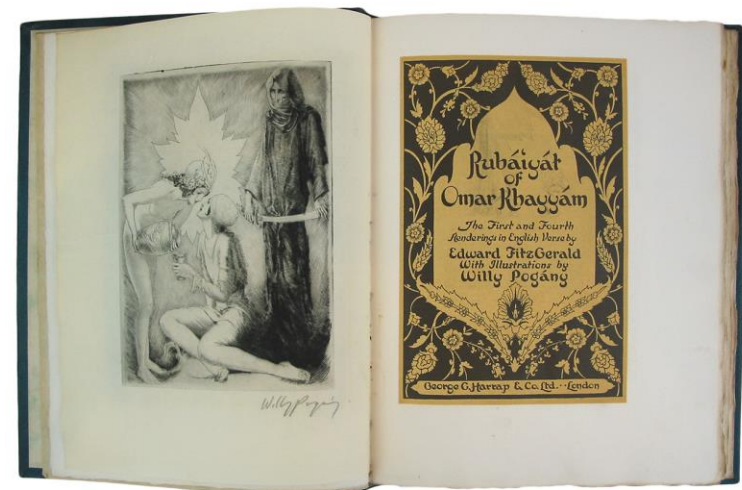 Willy Pogány
Rubáiyát
of
Omar Khayyám
The First and Fourth
Renderings in English Verse by
Edward FitzGerald
With Illustrations by
Willy Pogány
George G. Harrap & Co. Ltd. · · London